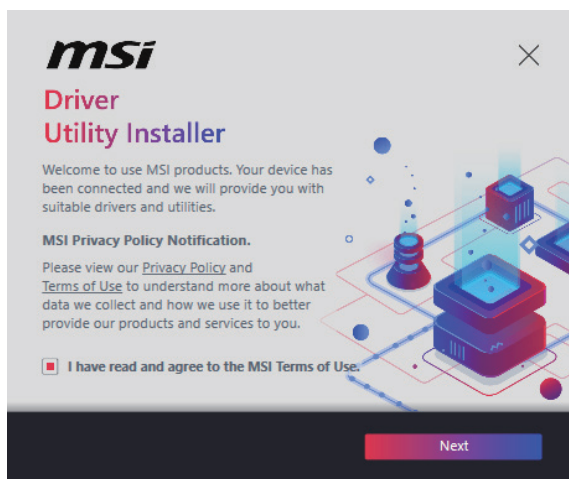 msi
Driver
Utility Installer
Welcome to use MSI products. Your device has
been connected and we will provide you with
suitable drivers and utilities.
MSI Privacy Policy Notification.
Please view our Privacy Policy and
Terms of Use to understand more about what
data we collect and how we use it to better
provide our products and services to you.
I have read and agree to the MSI Terms of Use.
Next